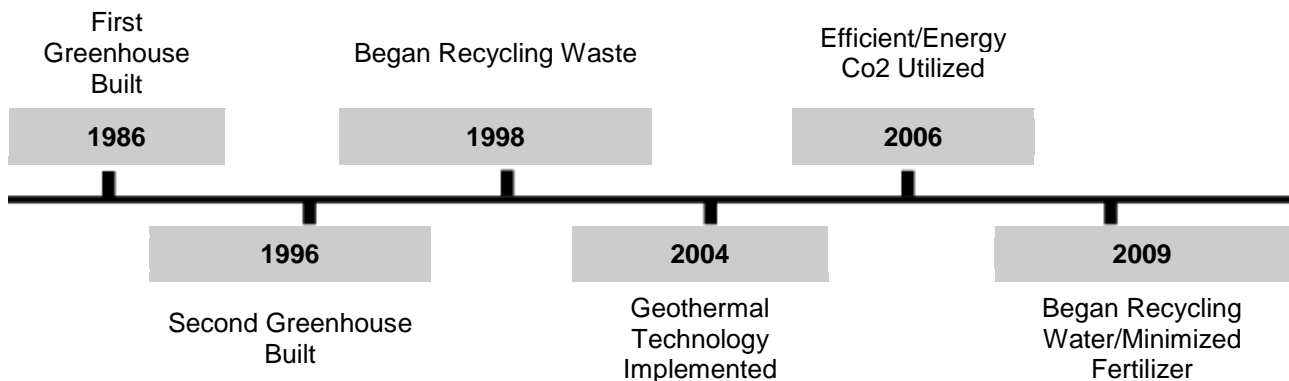 First
Greenhouse
Built
1986
Second Greenhouse
Built
1996
Began Recycling Waste
1998
Geothermal
Technology
Implemented
2004
Efficient/Energy
Co2 Utilized
2006
Began Recycling
Water/Minimized
Fertilizer
2009